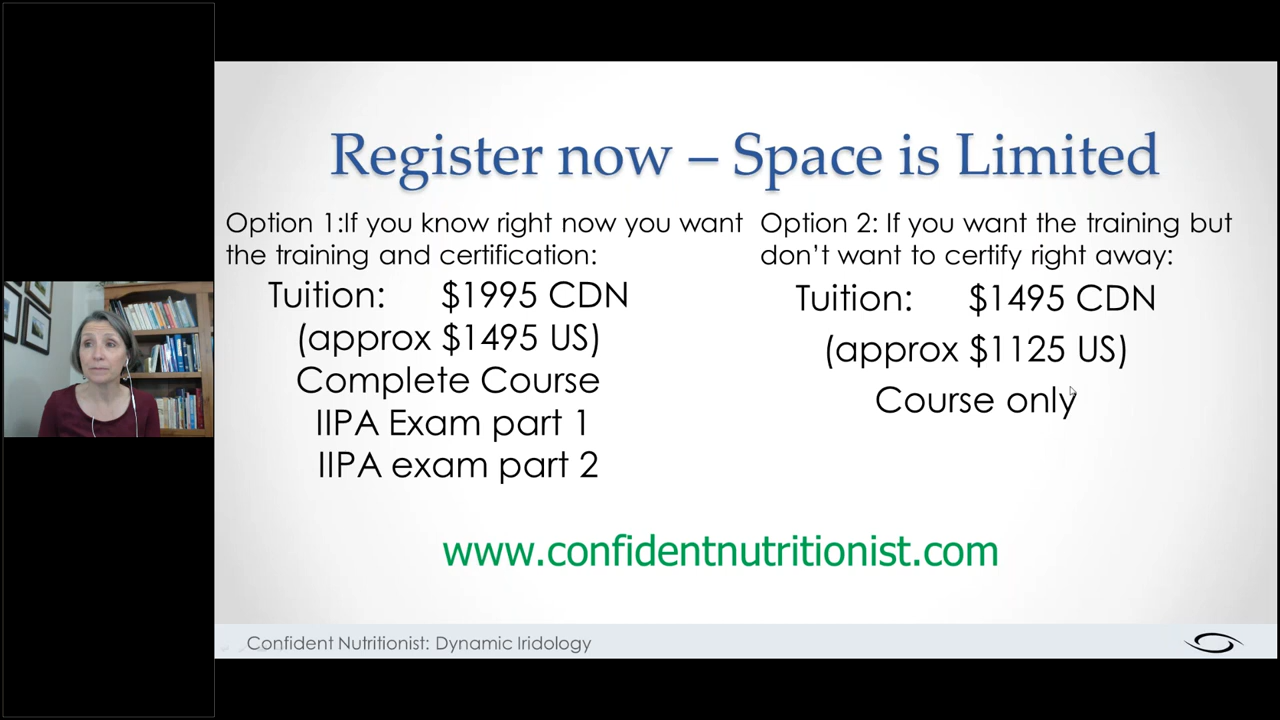 Register now – Space is Limited
Option 1:If you know right now you want
the training and certification:
Tuition: $1995 CDN
(approx $1495 US)
Complete Course
IIPA Exam part 1
IIPA exam part 2
Option 2: If you want the training but
don’t want to certify right away:
Tuition: $1495 CDN
(approx $1125 US)
Course only
www.confidentnutritionist.com
Confident Nutritionist: Dynamic Iridology